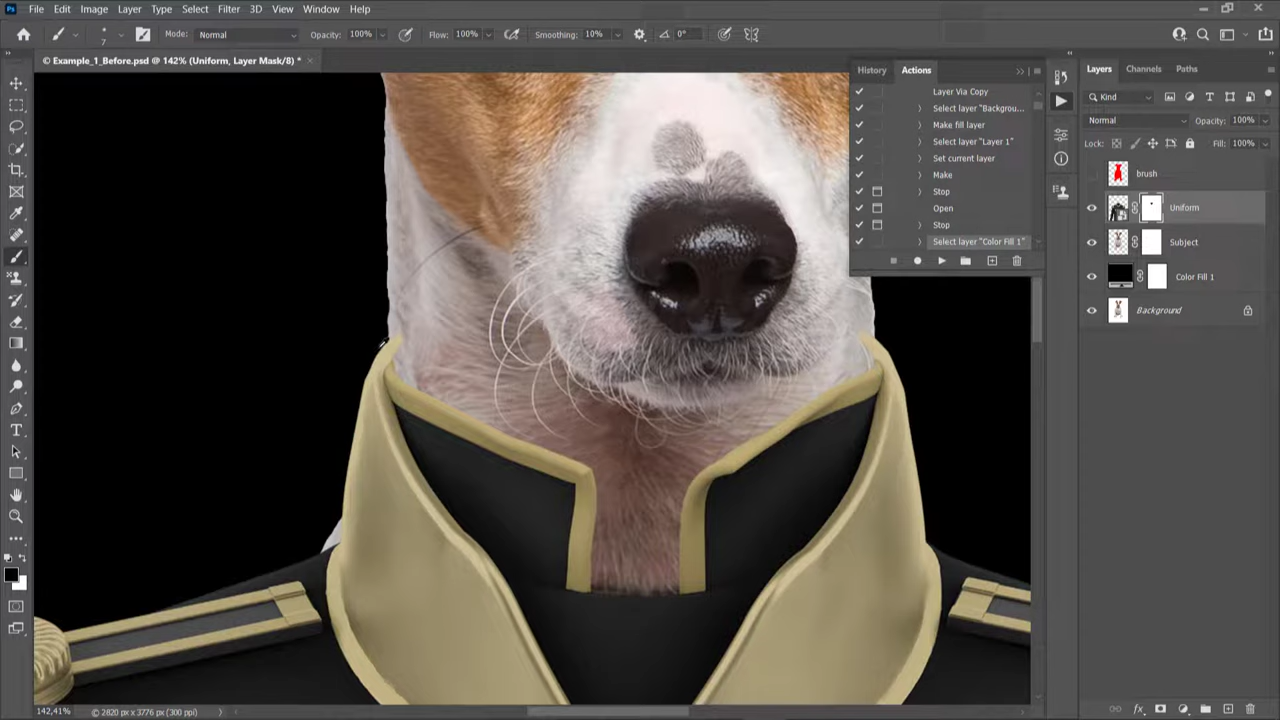 Ps File Edit Image Layer Type Select Filter 3D View Window Help
7 Mode: Normal Opacity: 100% Flow: 100% Smoothing: 10% 0°
© Example_1_Before.psd @ 142% (Uniform, Layer Mask/8) * ×
History Actions
Layer Via Copy
Select layer "Backgrou...
Make fill layer
Select layer "Layer 1"
Set current layer
Make
Stop
Open
Stop
Select layer "Color Fill 1"
Layers Channels Paths
Kind
Normal Opacity: 100%
Lock: Fill: 100%
brush
Uniform
Subject
Color Fill 1
Background
142,41% © 2820 px x 3776 px (300 ppi)